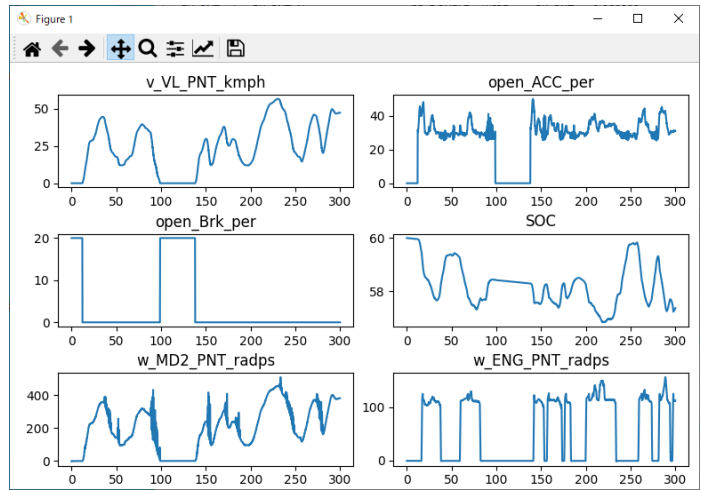 Figure 1
v_VL_PNT_kmph
50
25
0
0 50 100 150 200 250 300
open_ACC_per
40
20
0
0 50 100 150 200 250 300
open_Brk_per
20
10
0
0 50 100 150 200 250 300
SOC
60
58
0 50 100 150 200 250 300
w_MD2_PNT_radps
400
200
0
0 50 100 150 200 250 300
w_ENG_PNT_radps
100
0
0 50 100 150 200 250 300